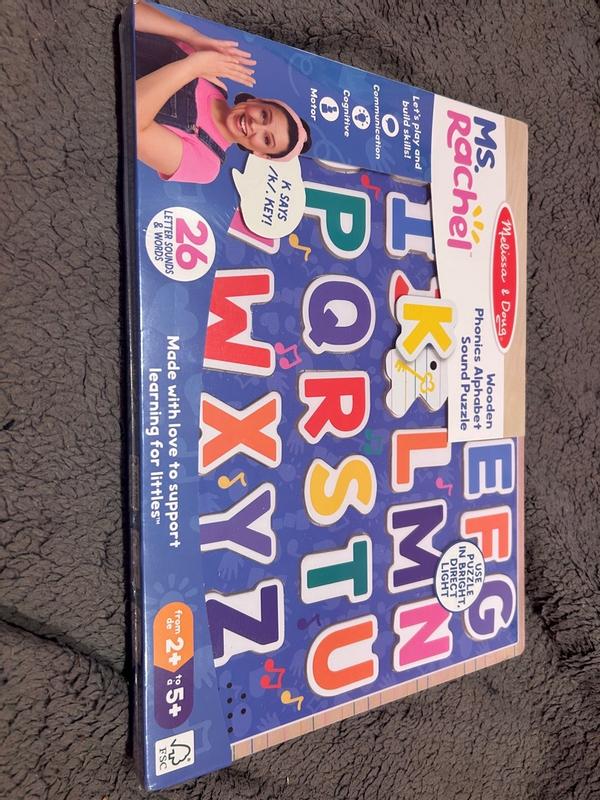 MS.
Rachel™
Melissa & Doug®
Wooden
Phonics Alphabet
Sound Puzzle
Let's play and
build skills!
Communication
Cognitive
Motor
K SAYS
/K/. KEY!
26
LETTER SOUNDS
& WORDS
E F G
I K L M N
P Q R S T U
W X Y Z
USE
PUZZLE
IN BRIGHT,
DIRECT
LIGHT
Made with love to support
learning for littles™
from 2+ to 5+
de a
FSC